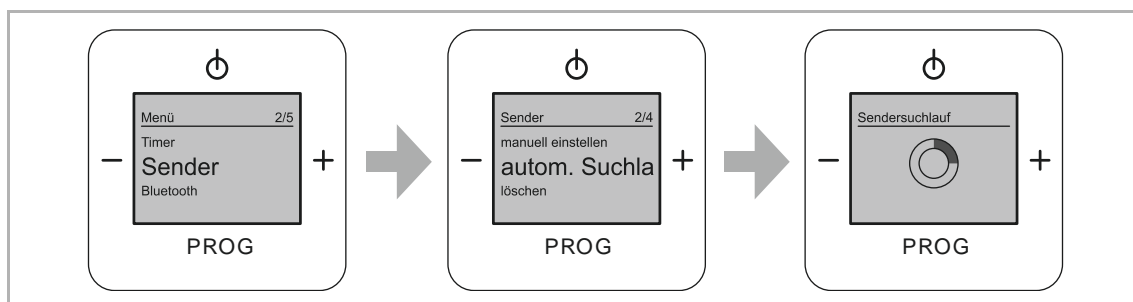 Menü 2/5
Timer
− Sender +
Bluetooth
PROG
Sender 2/4
manuell einstellen
− autom. Suchla +
löschen
PROG
Sendersuchlauf
− +
PROG